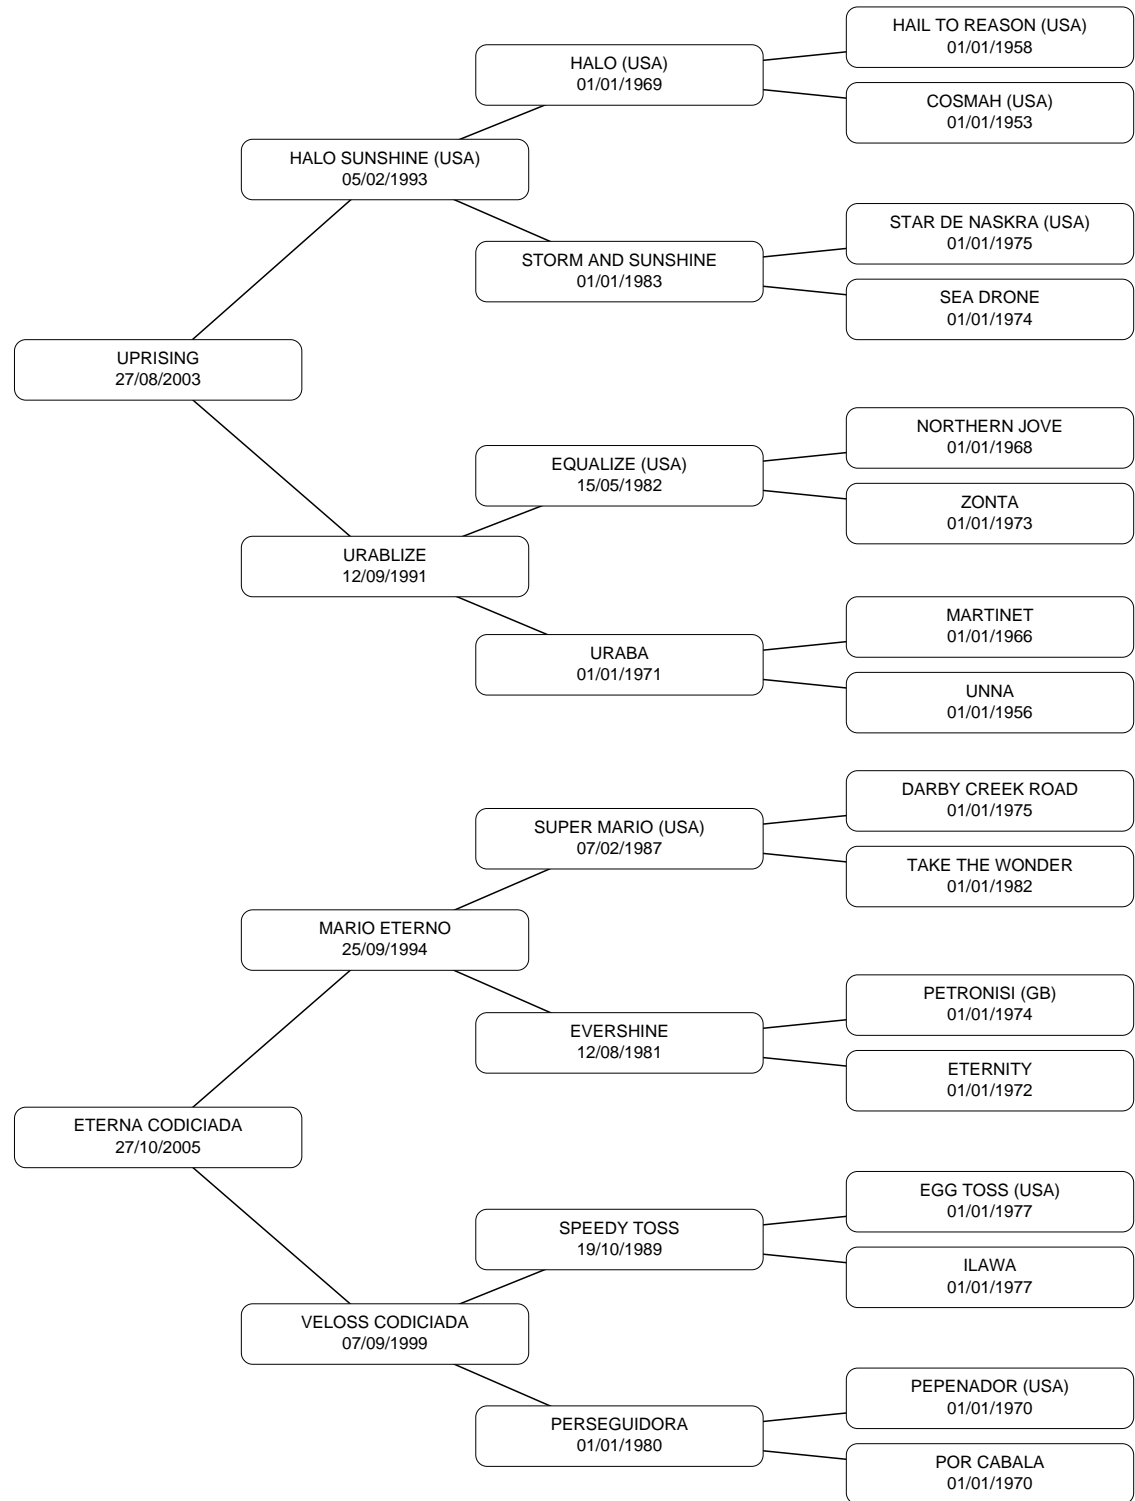 HAIL TO REASON (USA)
01/01/1958
HALO (USA)
01/01/1969
COSMAH (USA)
01/01/1953
HALO SUNSHINE (USA)
05/02/1993
STAR DE NASKRA (USA)
01/01/1975
STORM AND SUNSHINE
01/01/1983
SEA DRONE
01/01/1974
UPRISING
27/08/2003
NORTHERN JOVE
01/01/1968
EQUALIZE (USA)
15/05/1982
ZONTA
01/01/1973
URABLIZE
12/09/1991
MARTINET
01/01/1966
URABA
01/01/1971
UNNA
01/01/1956
DARBY CREEK ROAD
01/01/1975
SUPER MARIO (USA)
07/02/1987
TAKE THE WONDER
01/01/1982
MARIO ETERNO
25/09/1994
PETRONISI (GB)
01/01/1974
EVERSHINE
12/08/1981
ETERNITY
01/01/1972
ETERNA CODICIADA
27/10/2005
EGG TOSS (USA)
01/01/1977
SPEEDY TOSS
19/10/1989
ILAWA
01/01/1977
VELOSS CODICIADA
07/09/1999
PEPENADOR (USA)
01/01/1970
PERSEGUIDORA
01/01/1980
POR CABALA
01/01/1970